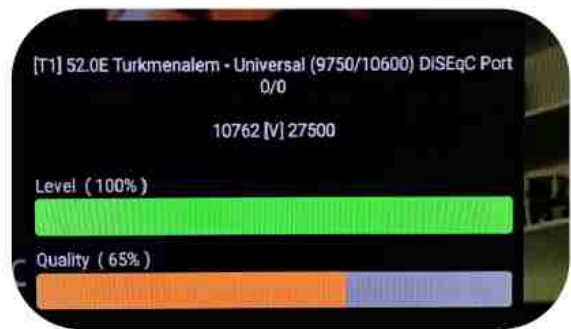 [T1] 52.0E Turkmenalem - Universal (9750/10600) DiSEqC Port
0/0
10762 [V] 27500
Level ( 100% )
Quality ( 65% )